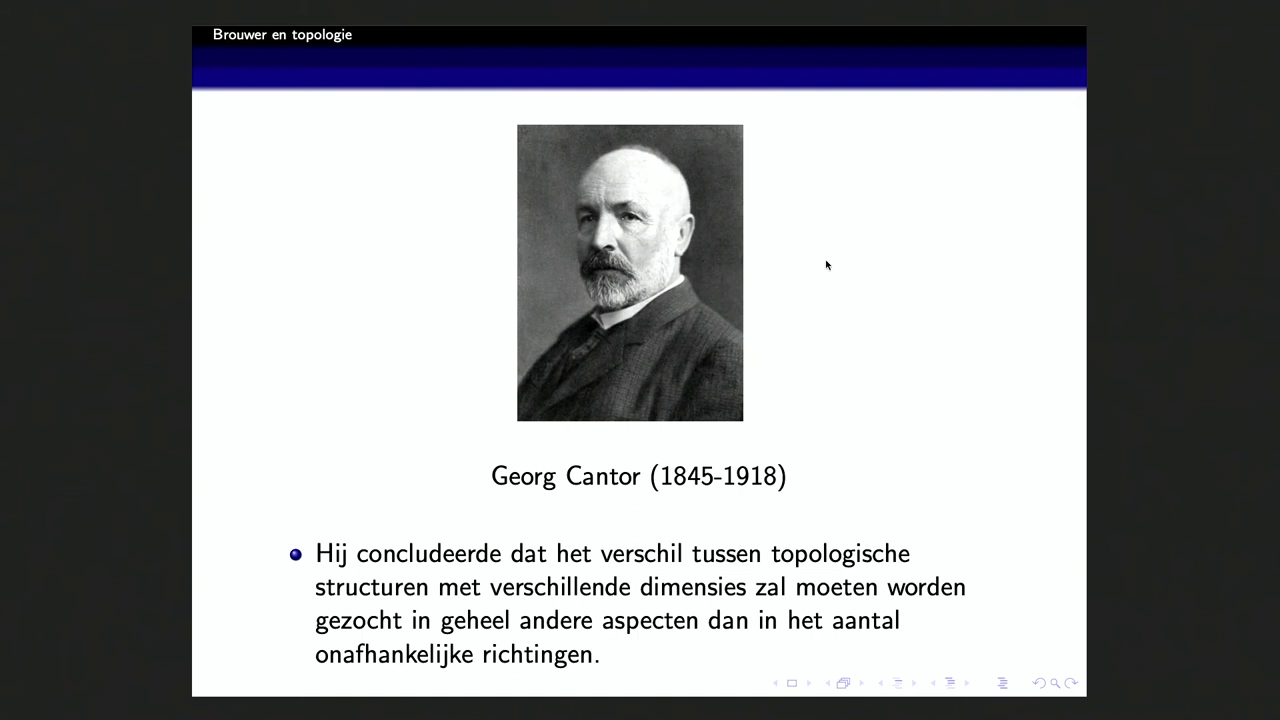 Brouwer en topologie
Georg Cantor (1845-1918)
Hij concludeerde dat het verschil tussen topologische
structuren met verschillende dimensies zal moeten worden
gezocht in geheel andere aspecten dan in het aantal
onafhankelijke richtingen.